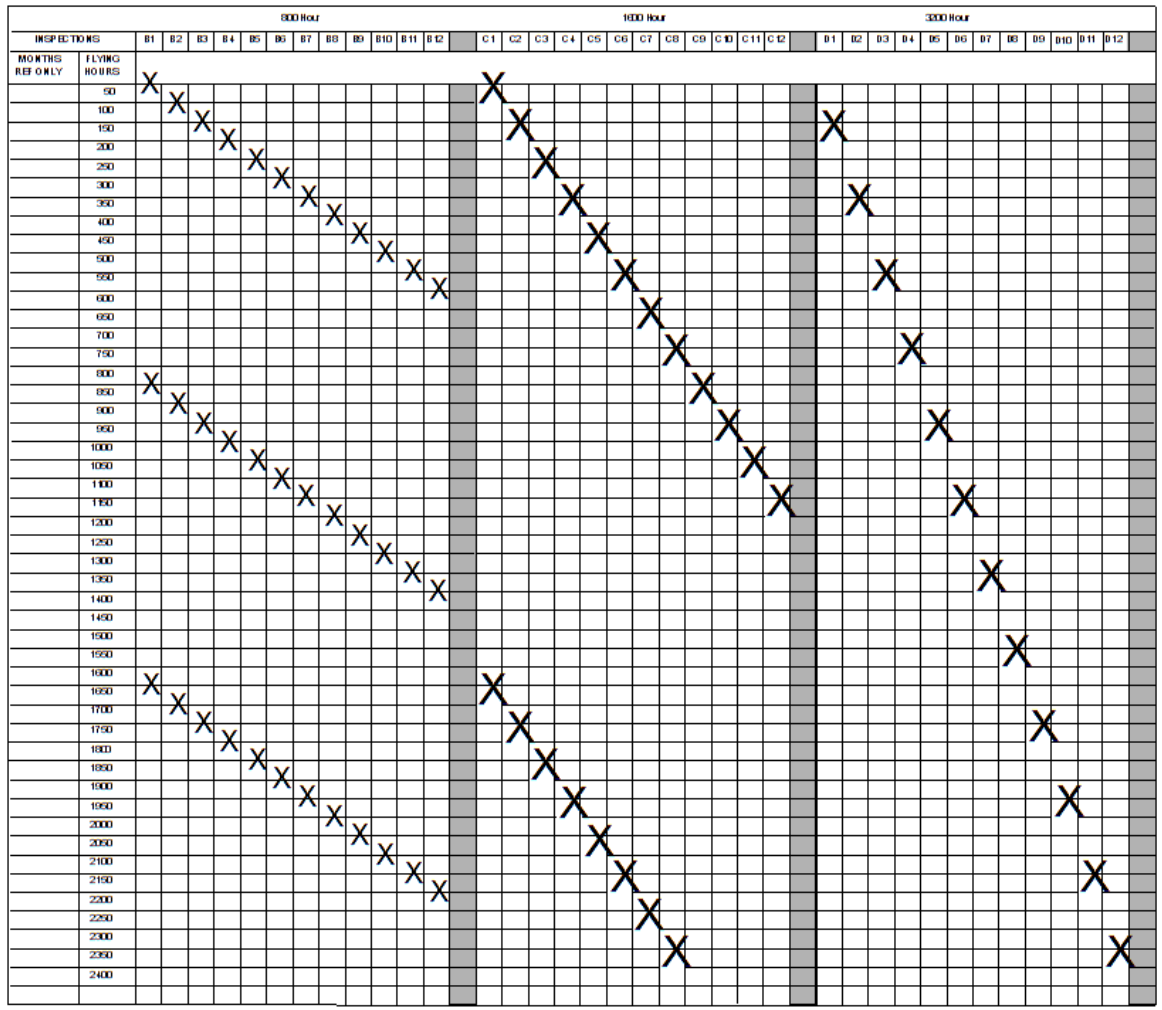 800 Hour 1600 Hour 3200 Hour
INSPECTIONS B1 B2 B3 B4 B5 B6 B7 B8 B9 B10 B11 B12 C1 C2 C3 C4 C5 C6 C7 C8 C9 C10 C11 C12 D1 D2 D3 D4 D5 D6 D7 D8 D9 D10 D11 D12
MONTHS FLYING
REF ONLY HOURS
X
50 X
X
100
X X X
150
X
200
X X
250
X
300
X X X
350
X
400
X X
450
X
500
X X X
550
X
600
X
650
700
X X
750
800
X X
850
X
900
X X X
950
X
1000
X X
1050
X
1100
X X X
1150
X
1200
X
1250
X
1300
X X
1350
X
1400
1450
1500
X
1550
1600
X X
1650
X
1700
X X X
1750
X
1800
X X
1850
X
1900
X X X
1950
X
2000
X X
2050
X
2100
X X X
2150
X
2200
X
2250
2300
X X
2350
2400